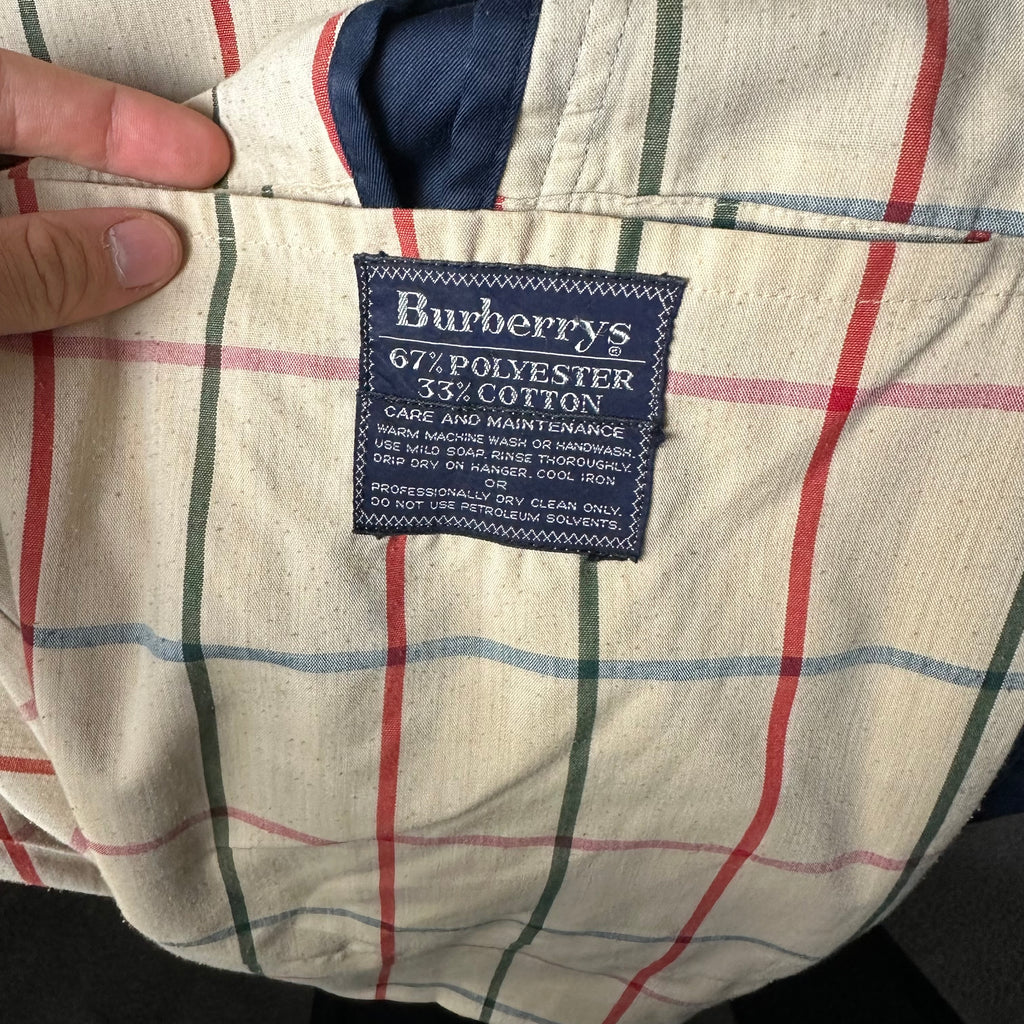 Burberrys
®
67% POLYESTER
33% COTTON
CARE AND MAINTENANCE
WARM MACHINE WASH OR HANDWASH.
USE MILD SOAP. RINSE THOROUGHLY.
DRIP DRY ON HANGER. COOL IRON
OR
PROFESSIONALLY DRY CLEAN ONLY.
DO NOT USE PETROLEUM SOLVENTS.